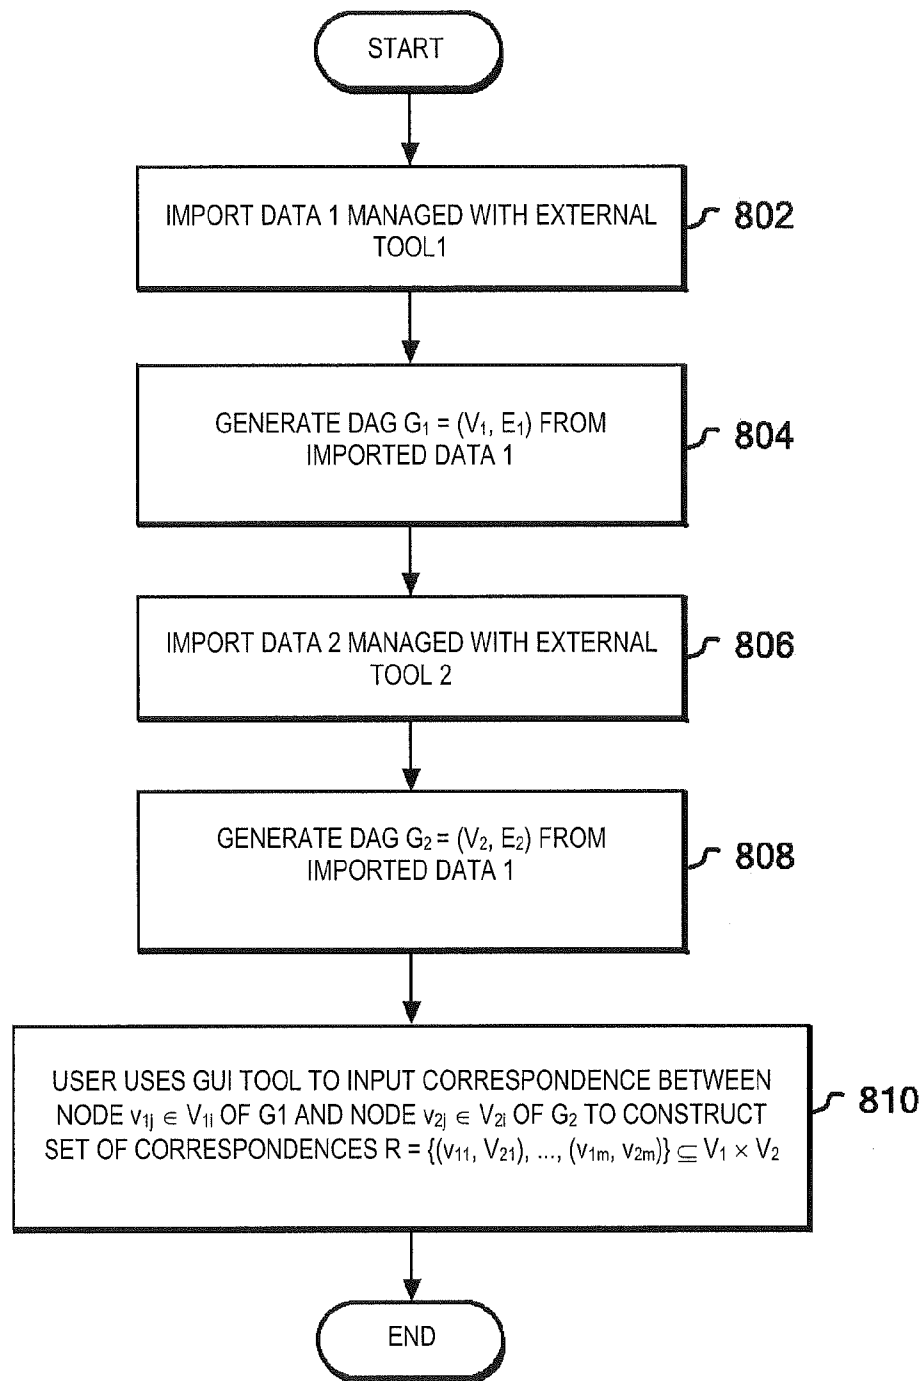 START
IMPORT DATA 1 MANAGED WITH EXTERNAL
TOOL1
802
GENERATE DAG G₁ = (V₁, E₁) FROM
IMPORTED DATA 1
804
IMPORT DATA 2 MANAGED WITH EXTERNAL
TOOL 2
806
GENERATE DAG G₂ = (V₂, E₂) FROM
IMPORTED DATA 1
808
USER USES GUI TOOL TO INPUT CORRESPONDENCE BETWEEN
NODE v₁ⱼ ∈ V₁ᵢ OF G1 AND NODE v₂ⱼ ∈ V₂ᵢ OF G₂ TO CONSTRUCT
SET OF CORRESPONDENCES R = {(v₁₁, V₂₁), ..., (v₁ₘ, v₂ₘ)} ⊆ V₁ × V₂
810
END